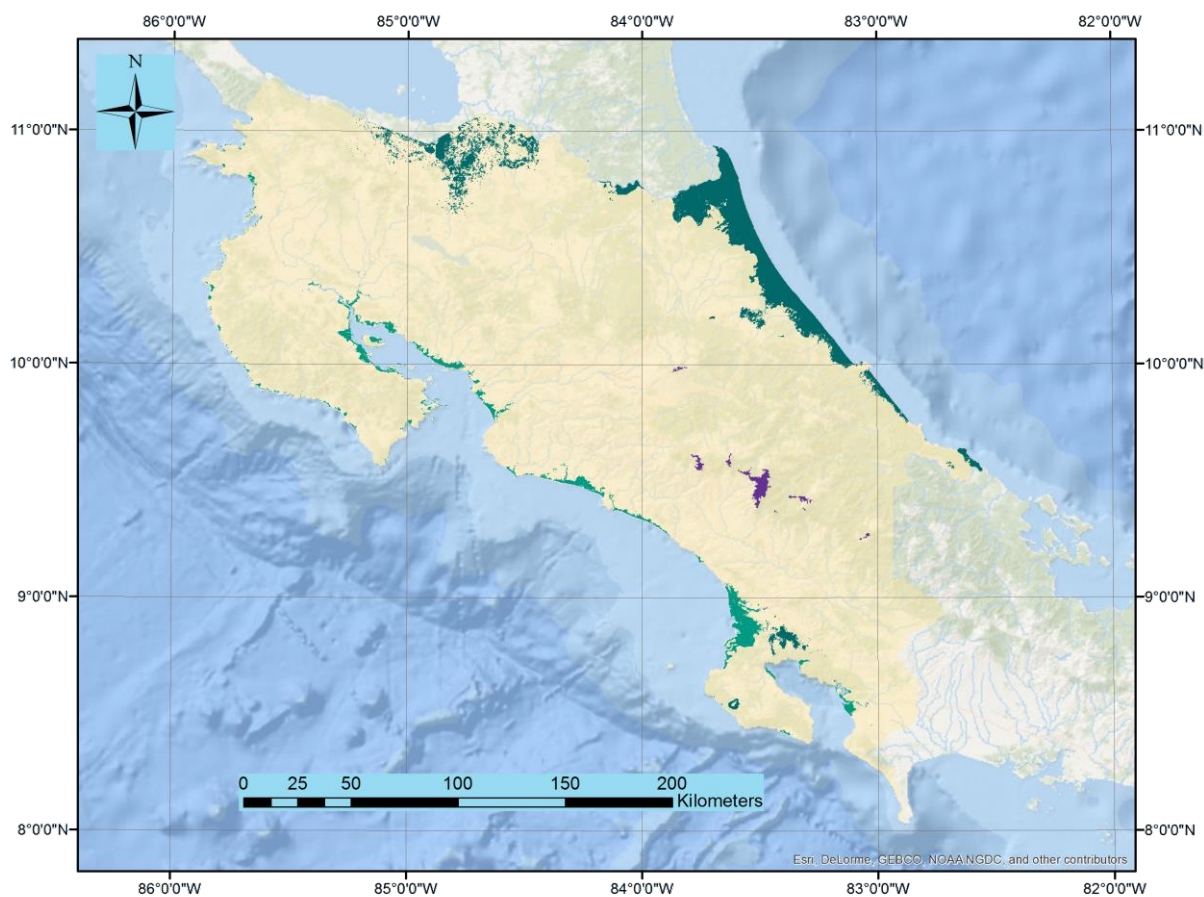 86°0'0"W 85°0'0"W 84°0'0"W 83°0'0"W 82°0'0"W
N
11°0'0"N 11°0'0"N
10°0'0"N 10°0'0"N
9°0'0"N 9°0'0"N
0 25 50 100 150 200
Kilometers
8°0'0"N 8°0'0"N
Esri, DeLorme, GEBCO, NOAA NGDC, and other contributors
86°0'0"W 85°0'0"W 84°0'0"W 83°0'0"W 82°0'0"W